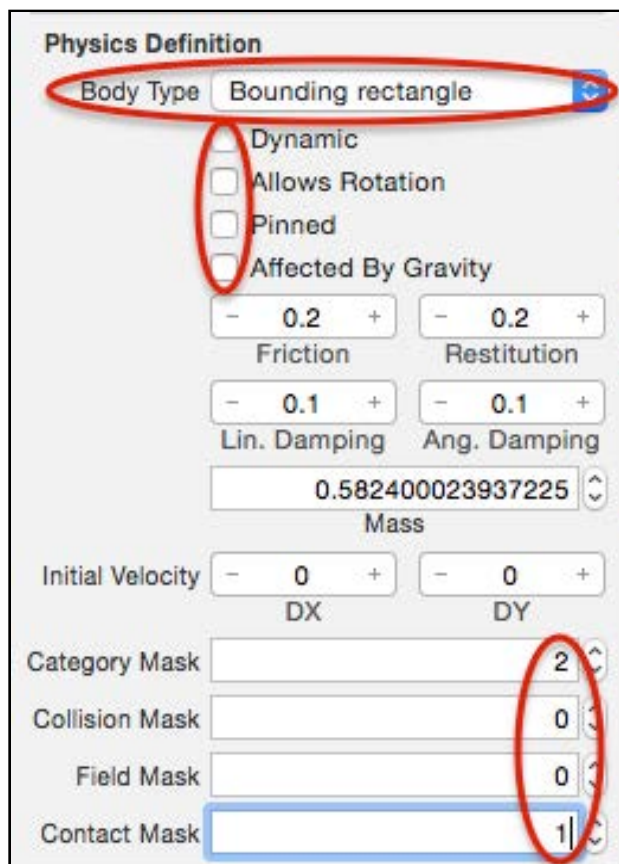 Physics Definition
Body Type Bounding rectangle
Dynamic
Allows Rotation
Pinned
Affected By Gravity
− 0.2 + − 0.2 +
Friction Restitution
− 0.1 + − 0.1 +
Lin. Damping Ang. Damping
0.582400023937225
Mass
Initial Velocity − 0 + − 0 +
DX DY
Category Mask 2
Collision Mask 0
Field Mask 0
Contact Mask 1